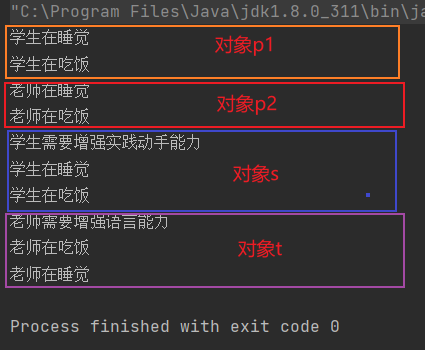 "C:\Program Files\Java\jdk1.8.0_311\bin\ja
学生在睡觉
学生在吃饭
对象p1
老师在睡觉
老师在吃饭
对象p2
学生需要增强实践动手能力
学生在睡觉
学生在吃饭
对象s
老师需要增强语言能力
老师在吃饭
老师在睡觉
对象t
Process finished with exit code 0